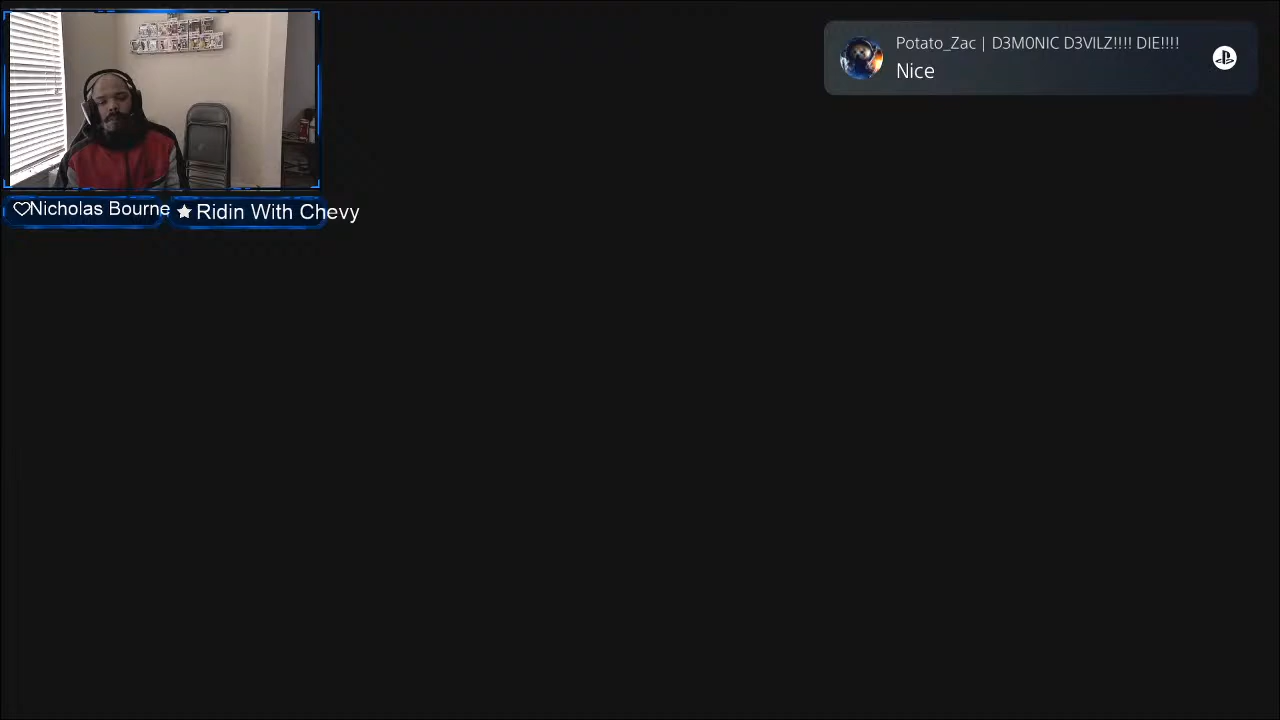 Potato_Zac | D3M0NIC D3VILZ!!!! DIE!!!!
Nice
Nicholas Bourne
Ridin With Chevy